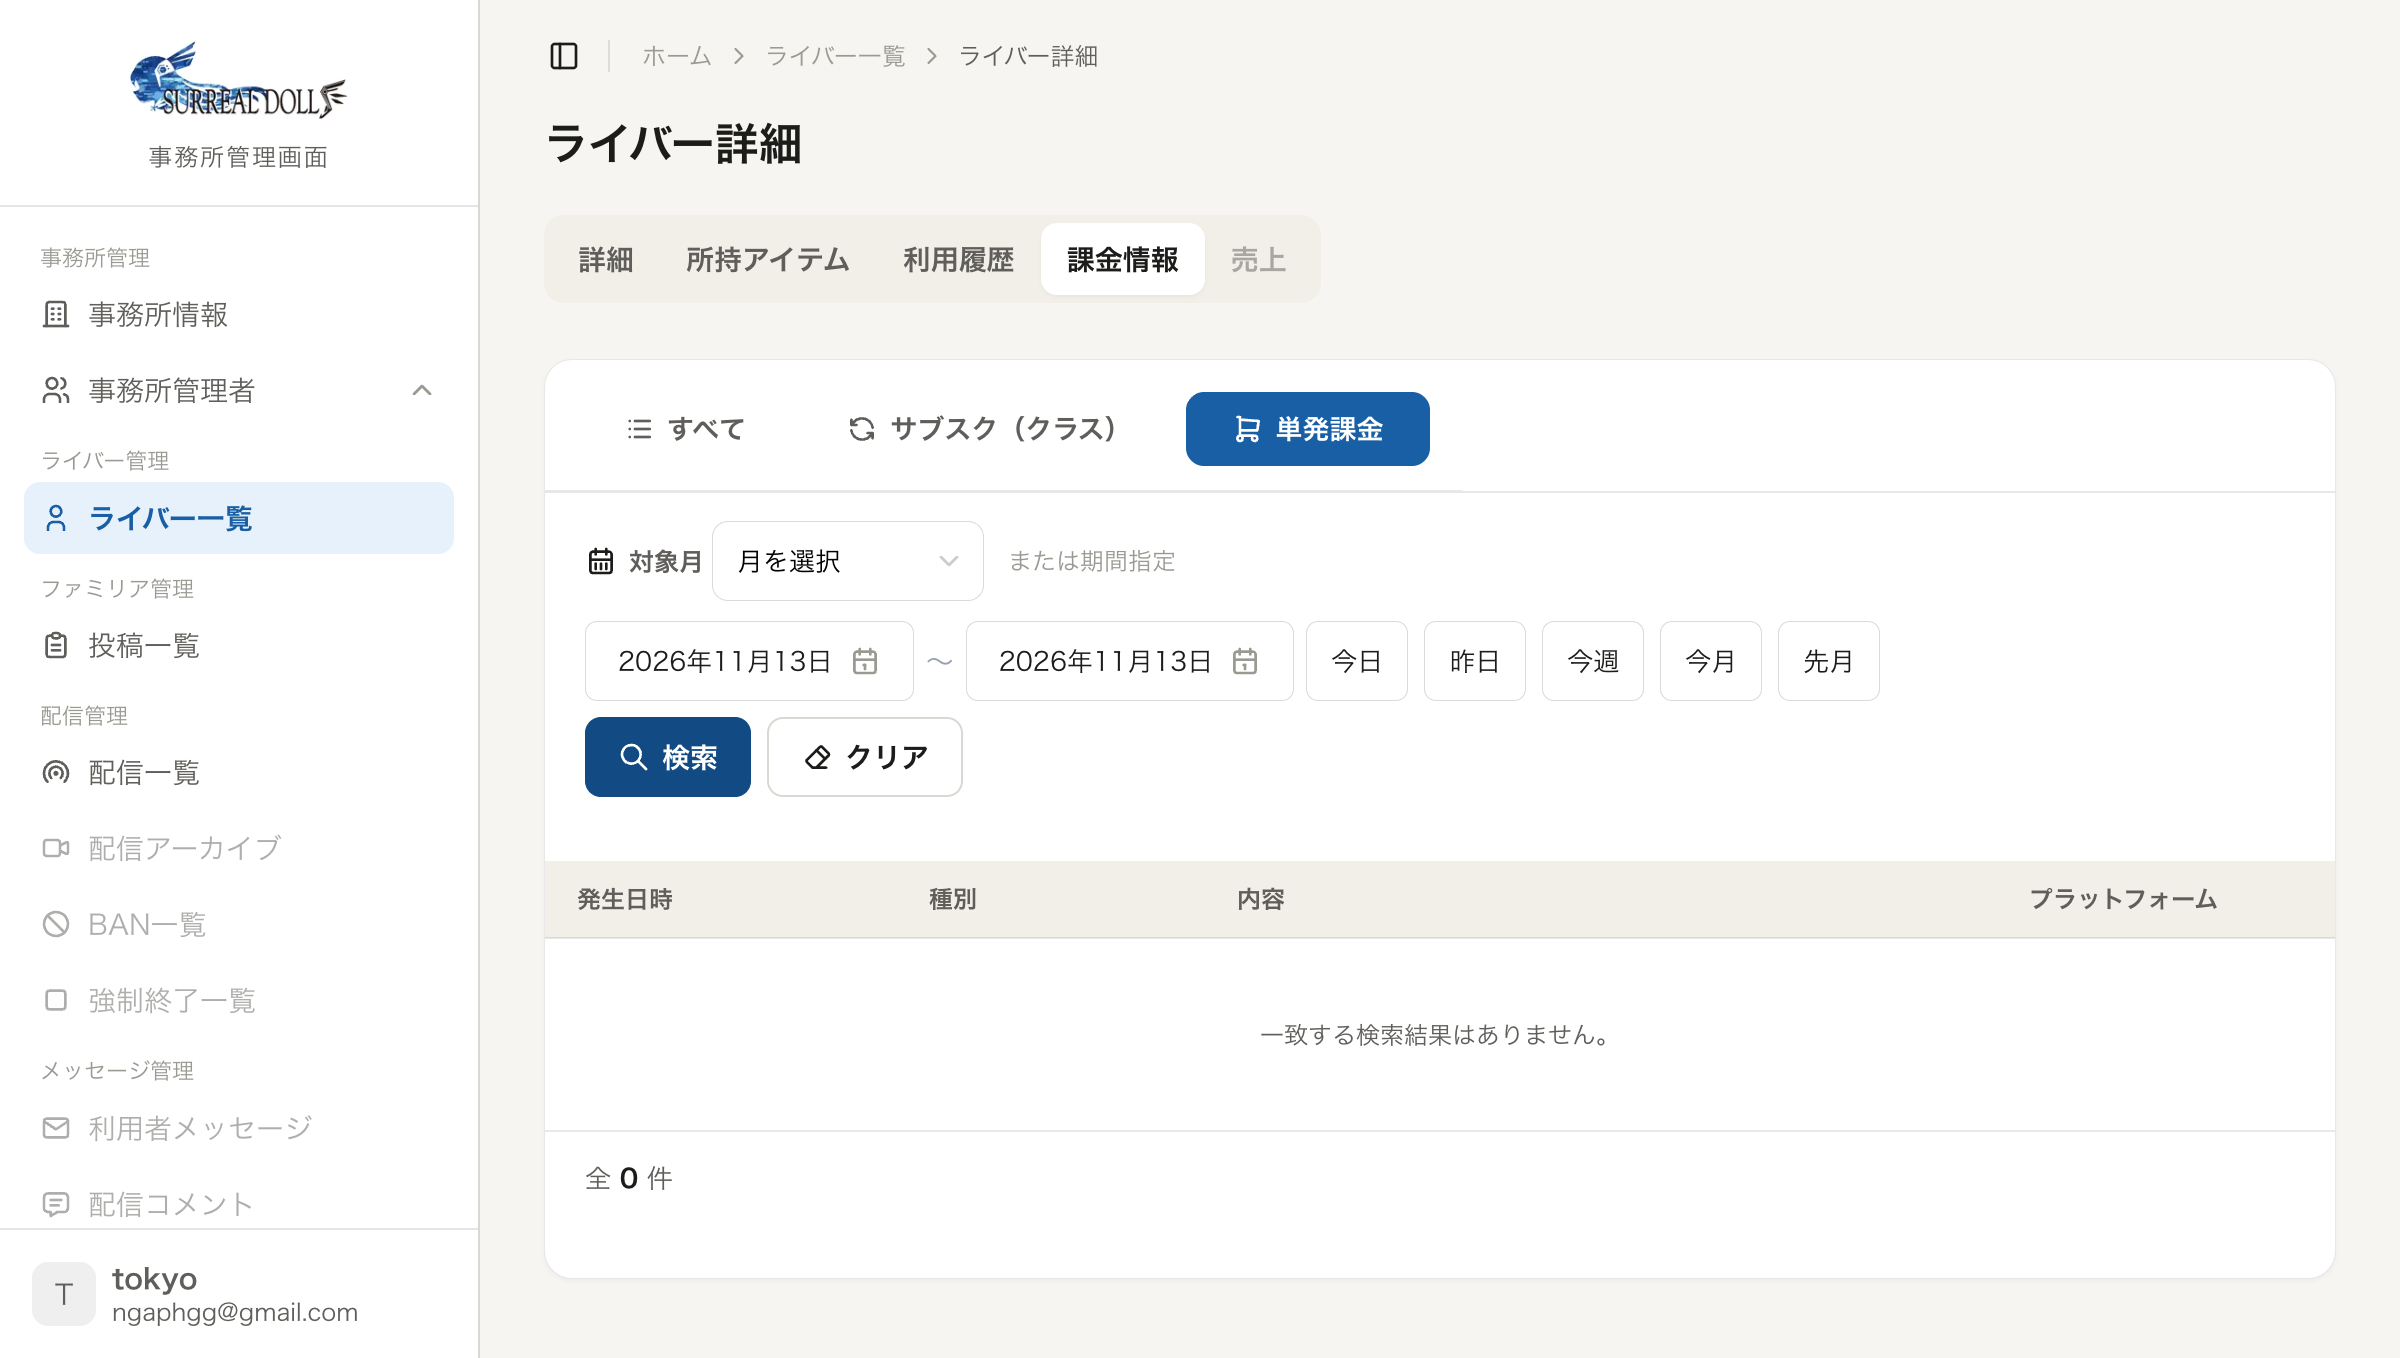 SURREAL DOLL
事務所管理画面
事務所管理
事務所情報
事務所管理者
ライバー管理
ライバー一覧
ファミリア管理
投稿一覧
配信管理
配信一覧
配信アーカイブ
BAN一覧
強制終了一覧
メッセージ管理
利用者メッセージ
配信コメント
T
tokyo
ngaphgg@gmail.com
ホーム > ライバー一覧 > ライバー詳細
ライバー詳細
詳細 所持アイテム 利用履歴 課金情報 売上
すべて サブスク（クラス） 単発課金
対象月 月を選択 または期間指定
2026年11月13日 〜 2026年11月13日 今日 昨日 今週 今月 先月
検索 クリア
発生日時 種別 内容 プラットフォーム
一致する検索結果はありません。
全 0 件